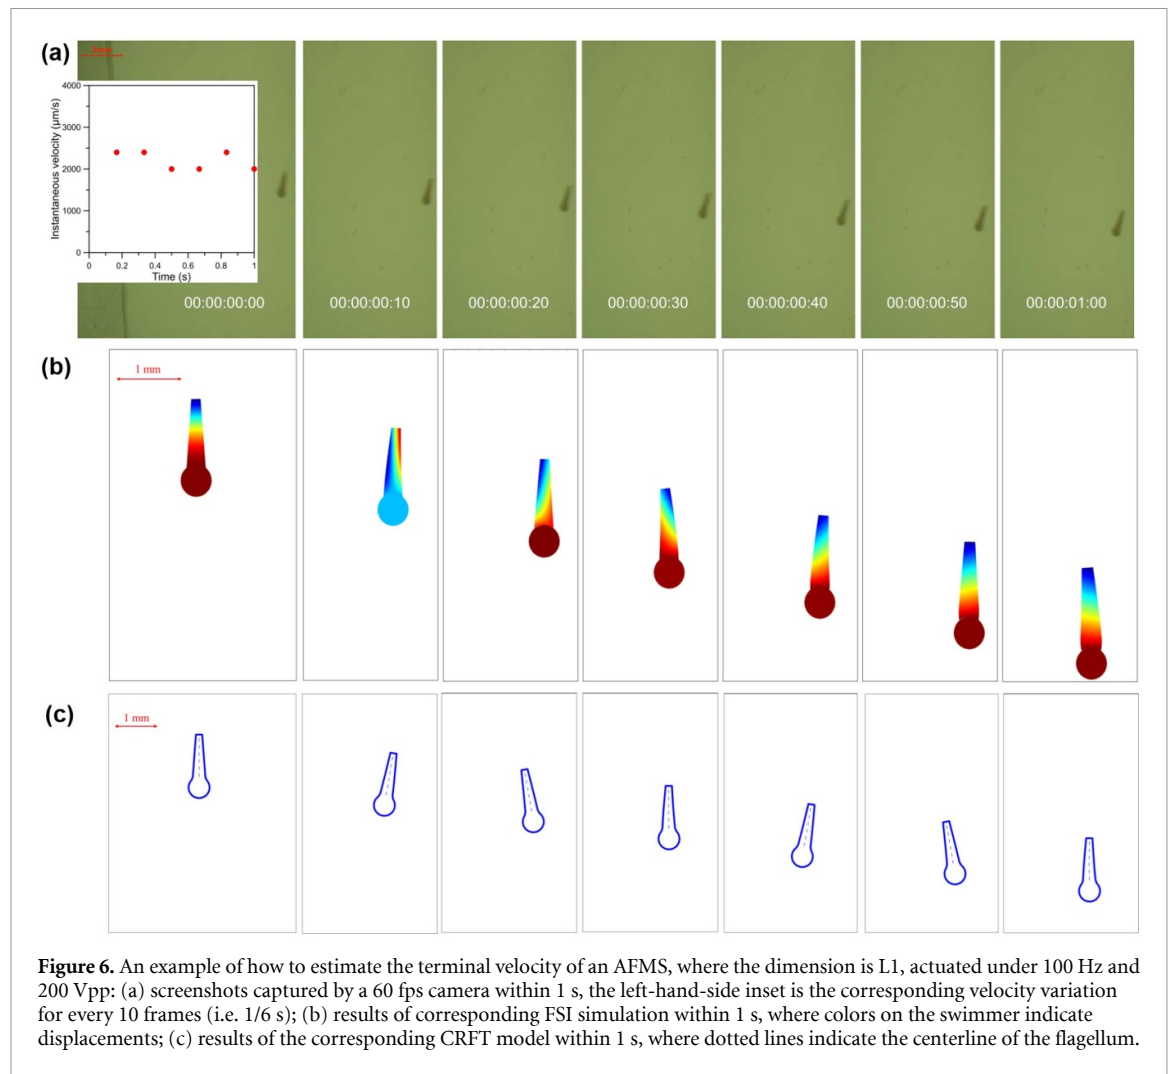 (a)
2mm
4000
3000
2000
1000
0
Instantaneous velocity (μm/s)
0
0.2
0.4
0.6
0.8
1
Time (s)
00:00:00:00
00:00:00:10
00:00:00:20
00:00:00:30
00:00:00:40
00:00:00:50
00:00:01:00
(b)
1 mm
(c)
1 mm
Figure 6. An example of how to estimate the terminal velocity of an AFMS, where the dimension is L1, actuated under 100 Hz and
200 Vpp: (a) screenshots captured by a 60 fps camera within 1 s, the left-hand-side inset is the corresponding velocity variation
for every 10 frames (i.e. 1/6 s); (b) results of corresponding FSI simulation within 1 s, where colors on the swimmer indicate
displacements; (c) results of the corresponding CRFT model within 1 s, where dotted lines indicate the centerline of the flagellum.